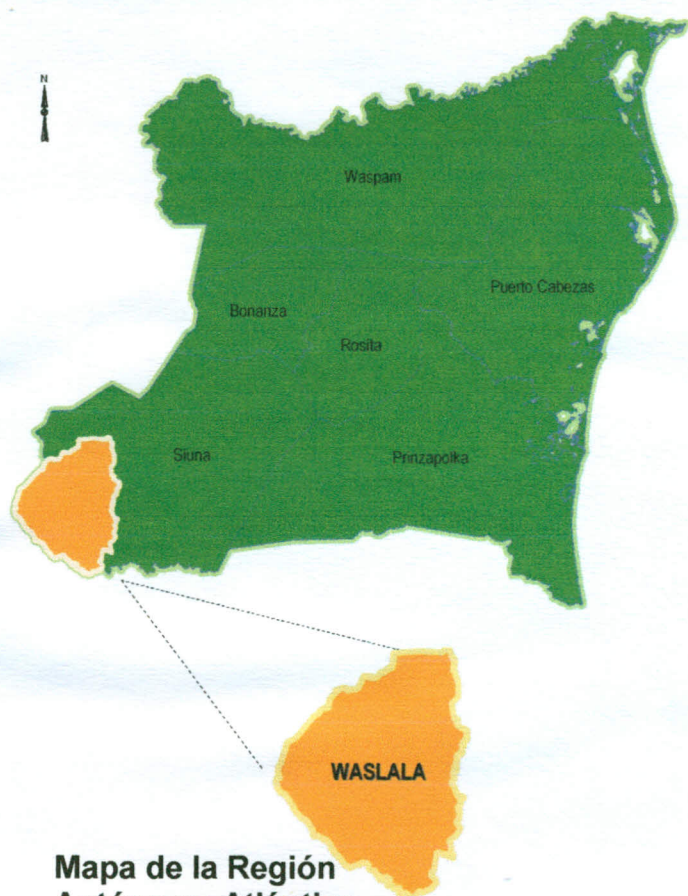 N
Waspam
Puerto Cabezas
Bonanza
Rosita
Siuna
Prinzapolka
WASLALA
Mapa de la Región